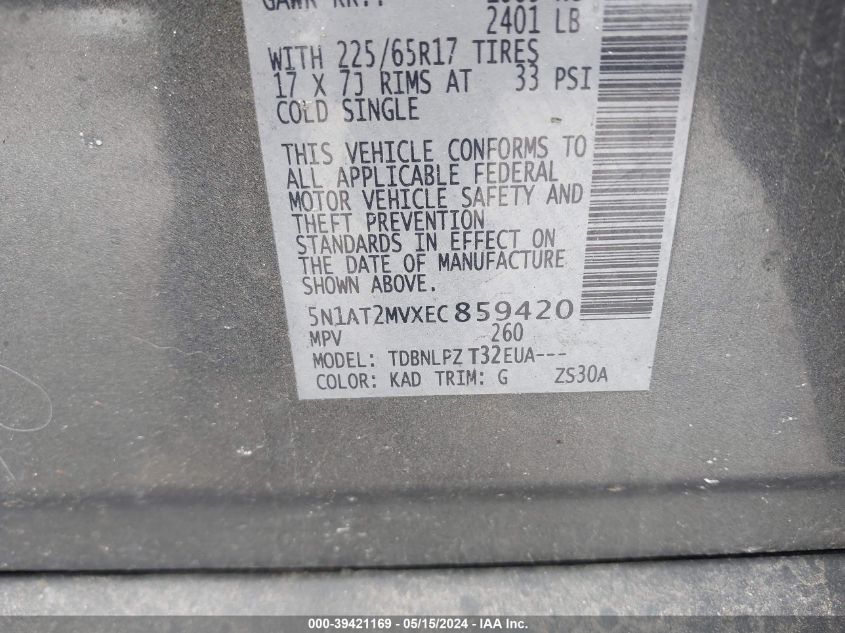 GAWR RR.:
2401 LB
WITH 225/65R17 TIRES
17 X 7J RIMS AT 33 PSI
COLD SINGLE
THIS VEHICLE CONFORMS TO
ALL APPLICABLE FEDERAL
MOTOR VEHICLE SAFETY AND
THEFT PREVENTION
STANDARDS IN EFFECT ON
THE DATE OF MANUFACTURE
SHOWN ABOVE.
5N1AT2MVXEC859420
MPV 260
MODEL: TDBNLPZ T32EUA---
COLOR: KAD TRIM: G ZS30A
000-39421169 - 05/15/2024 - IAA Inc.